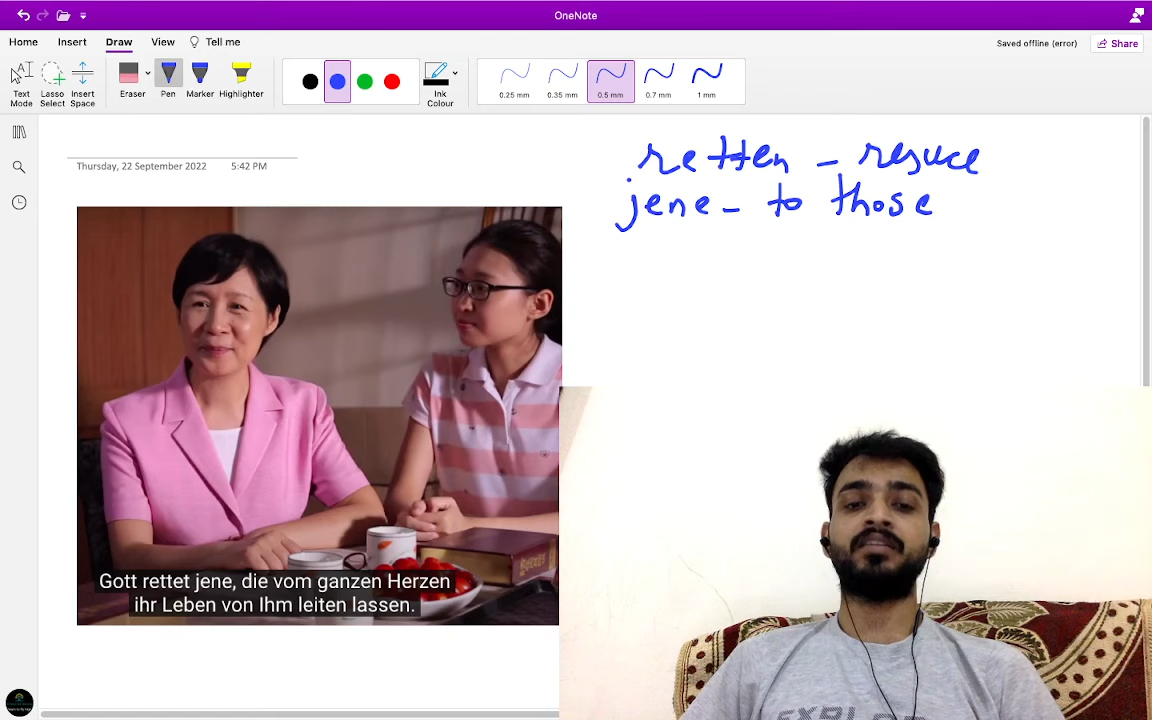 OneNote
Home Insert Draw View Tell me
Saved offline (error) Share
Text Mode
Lasso Select
Insert Space
Eraser
Pen
Marker
Highlighter
Ink Colour
0.25 mm 0.35 mm 0.5 mm 0.7 mm 1 mm
Thursday, 22 September 2022 5:42 PM
retten - resuce
jene - to those
Gott rettet jene, die vom ganzen Herzen
ihr Leben von Ihm leiten lassen.